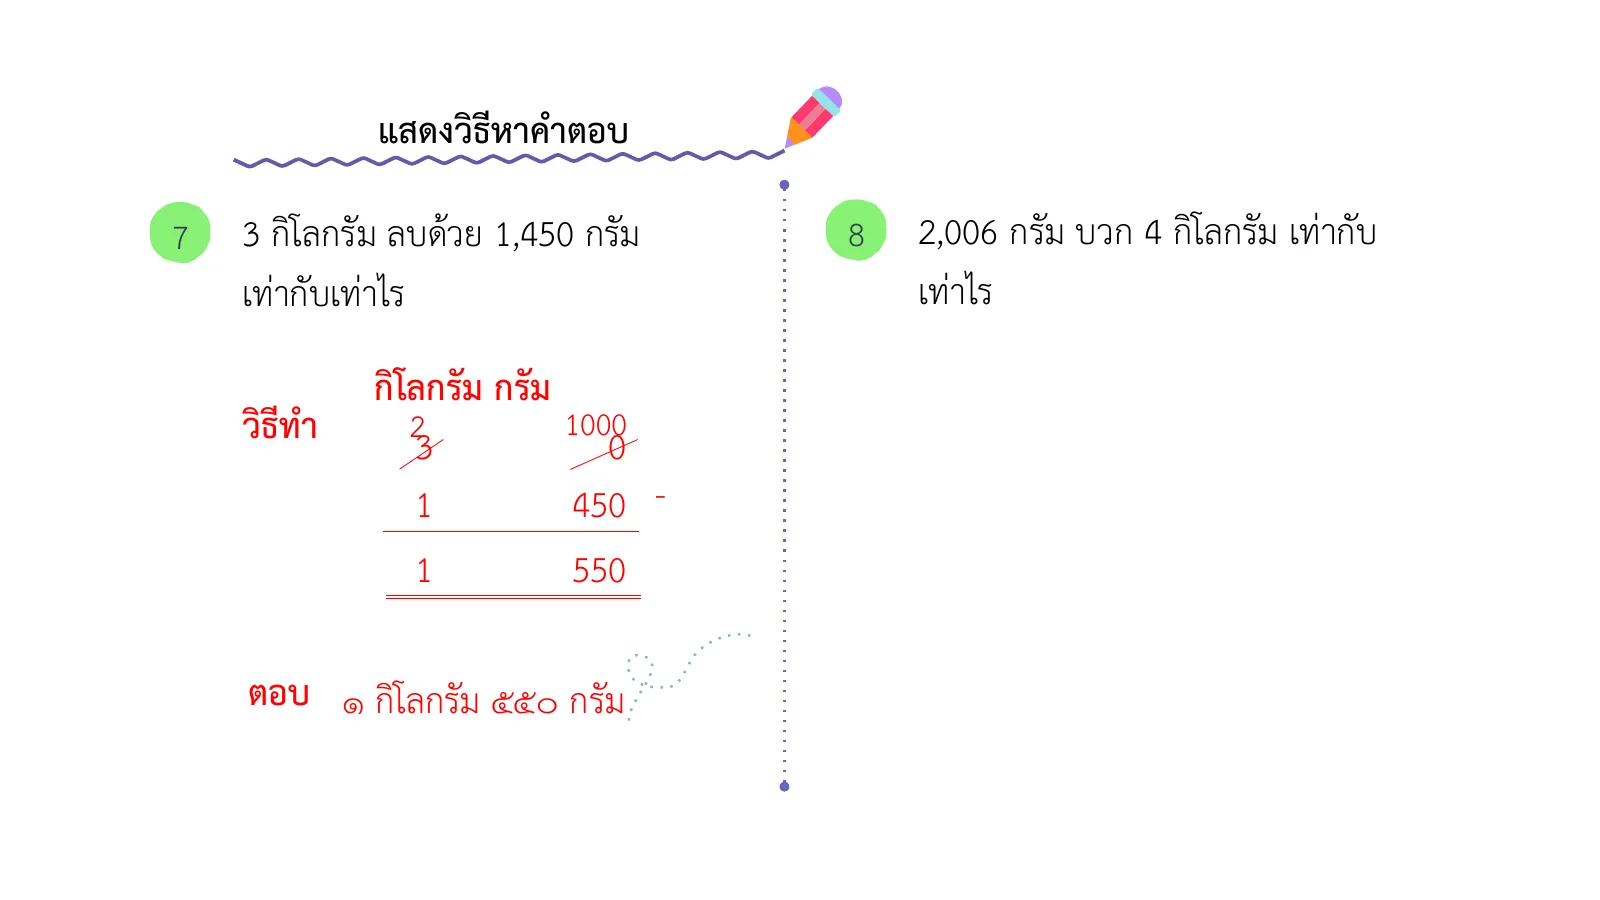 แสดงวิธีหาคำตอบ
7
3 กิโลกรัม ลบด้วย 1,450 กรัม
เท่ากับเท่าไร
กิโลกรัม กรัม
วิธีทำ
2 1000
3 0
1 450 -
1 550
ตอบ ๑ กิโลกรัม ๕๕๐ กรัม
8
2,006 กรัม บวก 4 กิโลกรัม เท่ากับ
เท่าไร